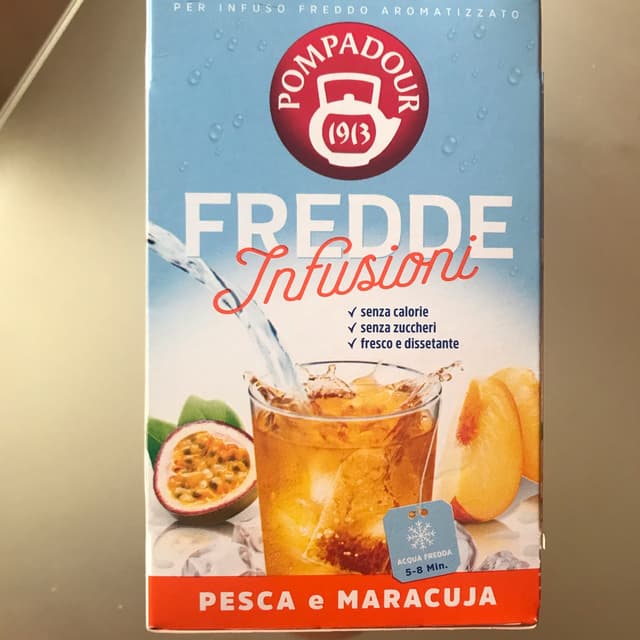 PER INFUSO FREDDO AROMATIZZATO
POMPADOUR
1913
FREDDE
Infusioni
✓ senza calorie
✓ senza zuccheri
✓ fresco e dissetante
ACQUA FREDDA
5-8 Min.
PESCA e MARACUJA